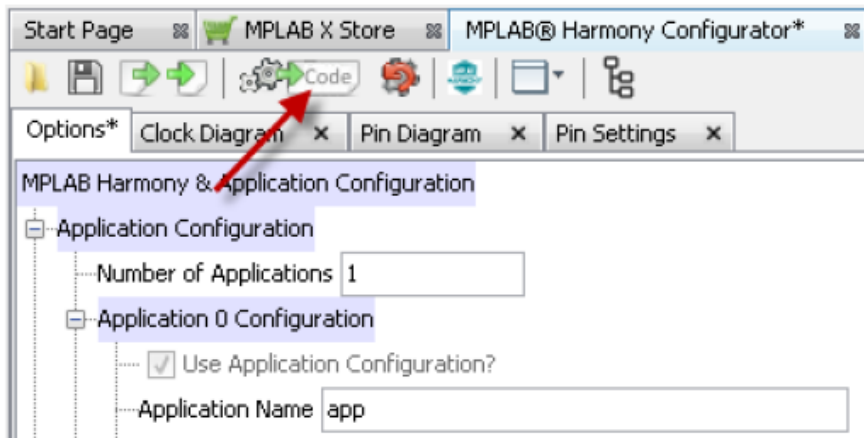 Start Page MPLAB X Store MPLAB® Harmony Configurator*
Code
Options* Clock Diagram Pin Diagram Pin Settings
MPLAB Harmony & Application Configuration
Application Configuration
Number of Applications 1
Application 0 Configuration
Use Application Configuration?
Application Name app